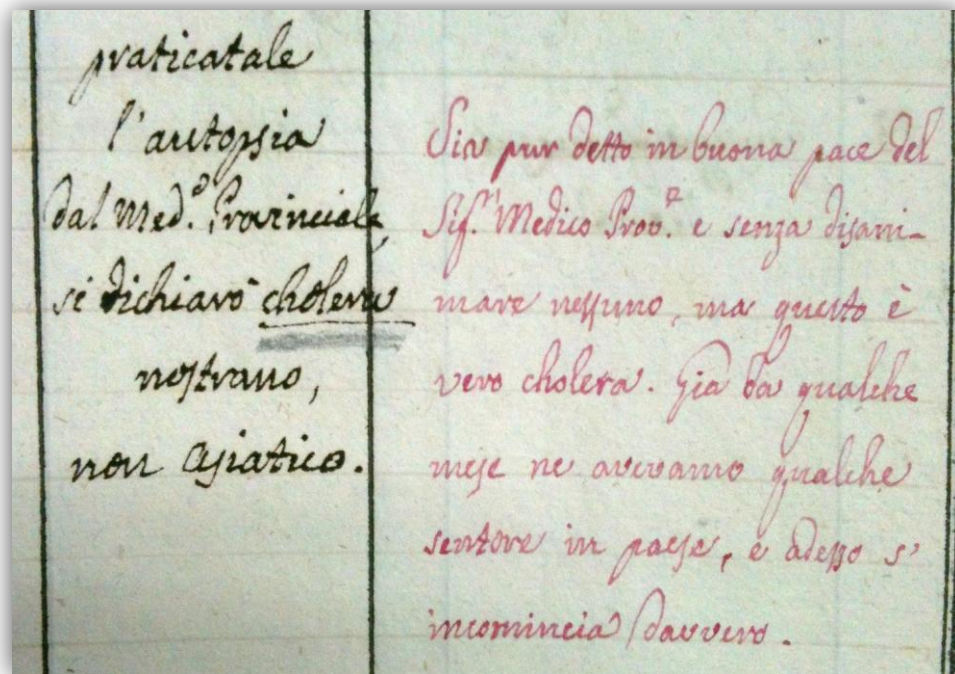 praticatale
l'autopsia
dal Med.º Provinciale,
si dichiarò cholera
nostrano,
non asiatico.
Sia pur detto in buona pace del
Sig.r Medico Prov.e e senza disani-
mare nessuno, ma questo è
vero cholera. Già da qualche
mese ne avevamo qualche
sentore in paese, e adesso s'
incomincia davvero.